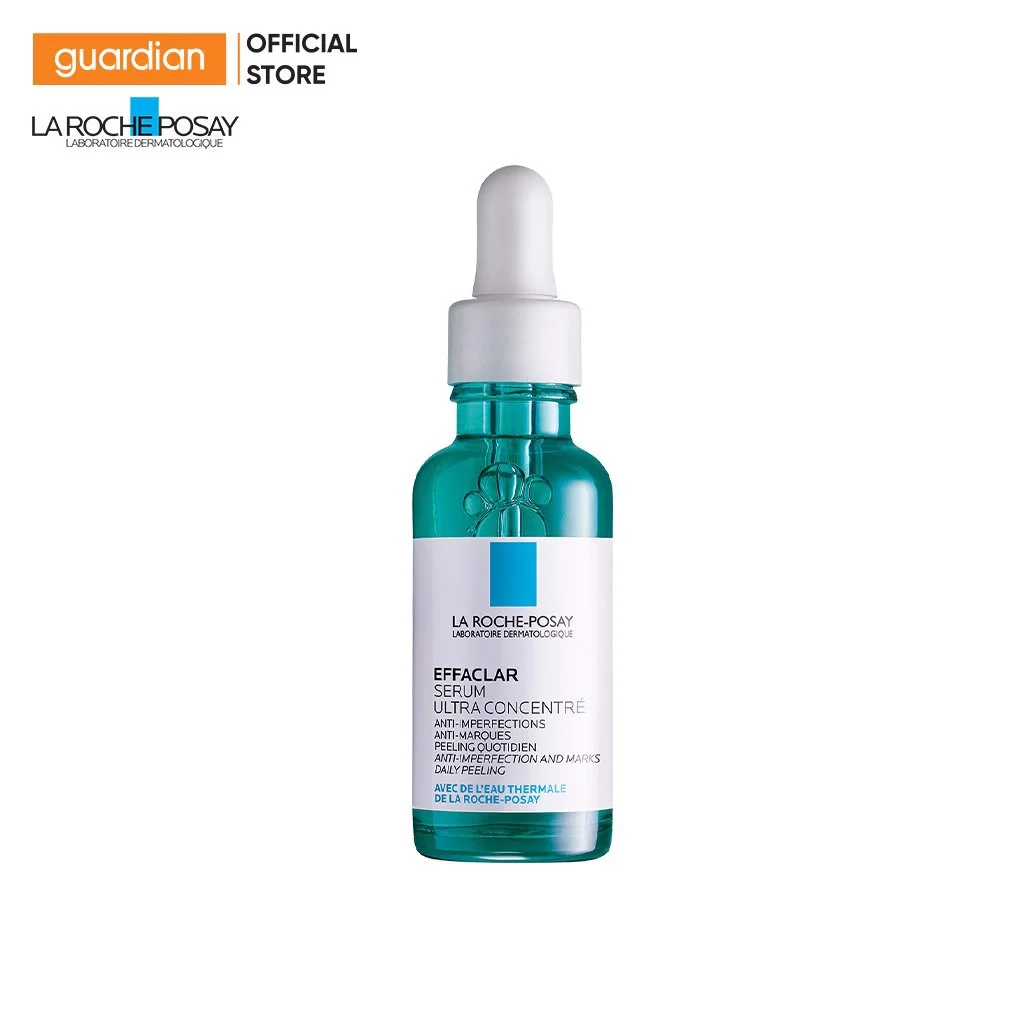 guardian
OFFICIAL
STORE
LA ROCHE POSAY
LABORATOIRE DERMATOLOGIQUE
LA ROCHE-POSAY
LABORATOIRE DERMATOLOGIQUE
EFFACLAR
SERUM
ULTRA CONCENTRÉ
ANTI-IMPERFECTIONS
ANTI-MARQUES
PEELING QUOTIDIEN
ANTI-IMPERFECTION AND MARKS
DAILY PEELING
AVEC DE L'EAU THERMALE
DE LA ROCHE-POSAY